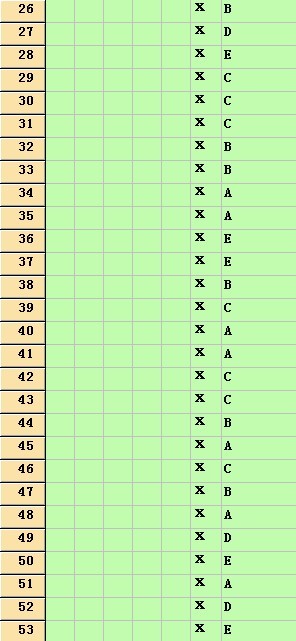 26 X B
27 X D
28 X E
29 X C
30 X C
31 X C
32 X B
33 X B
34 X A
35 X A
36 X E
37 X E
38 X B
39 X C
40 X A
41 X A
42 X C
43 X C
44 X B
45 X A
46 X C
47 X B
48 X A
49 X D
50 X E
51 X A
52 X D
53 X E